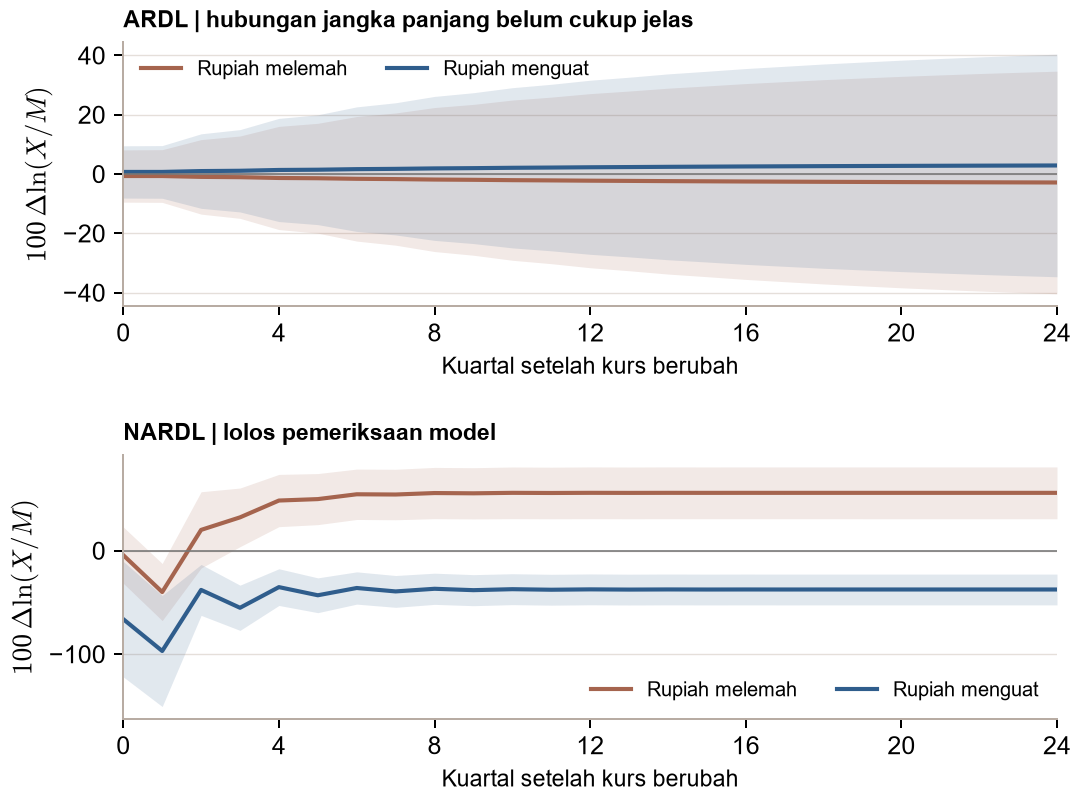 ARDL | hubungan jangka panjang belum cukup jelas
Rupiah melemah
Rupiah menguat
100 Δln(X/M)
40
20
0
−20
−40
0 4 8 12 16 20 24
Kuartal setelah kurs berubah
NARDL | lolos pemeriksaan model
100 Δln(X/M)
0
−100
Rupiah melemah
Rupiah menguat
0 4 8 12 16 20 24
Kuartal setelah kurs berubah